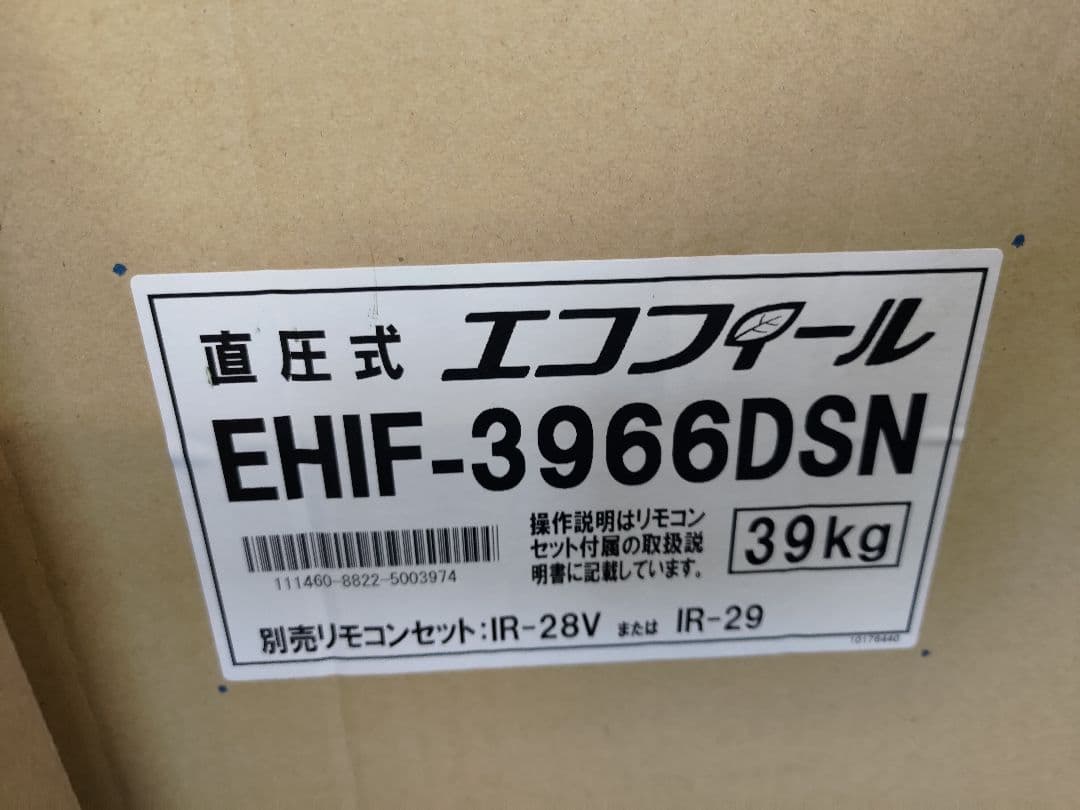 直圧式 エコフィール
EHIF-3966DSN
操作説明はリモコン
セット付属の取扱説
明書に記載しています。
39kg
111460-8822-5003974
別売リモコンセット:IR-28V または IR-29
10176440